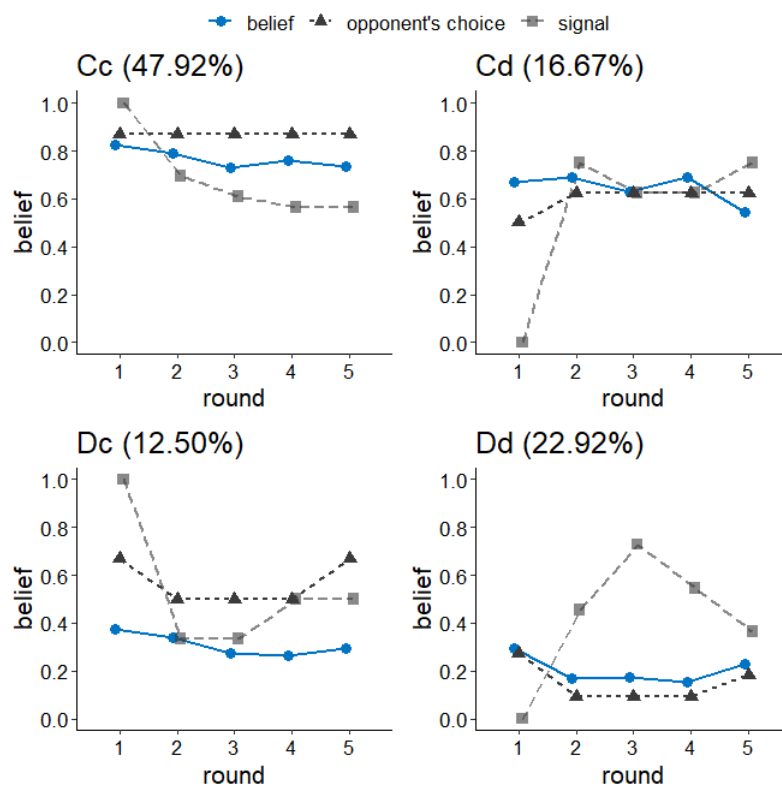 belief opponent's choice signal
Cc (47.92%) Cd (16.67%)
1.0 1.0
0.8 0.8
0.6 0.6
0.4 0.4
0.2 0.2
0.0 0.0
belief belief
1 2 3 4 5 1 2 3 4 5
round round
Dc (12.50%) Dd (22.92%)
1.0 1.0
0.8 0.8
0.6 0.6
0.4 0.4
0.2 0.2
0.0 0.0
belief belief
1 2 3 4 5 1 2 3 4 5
round round